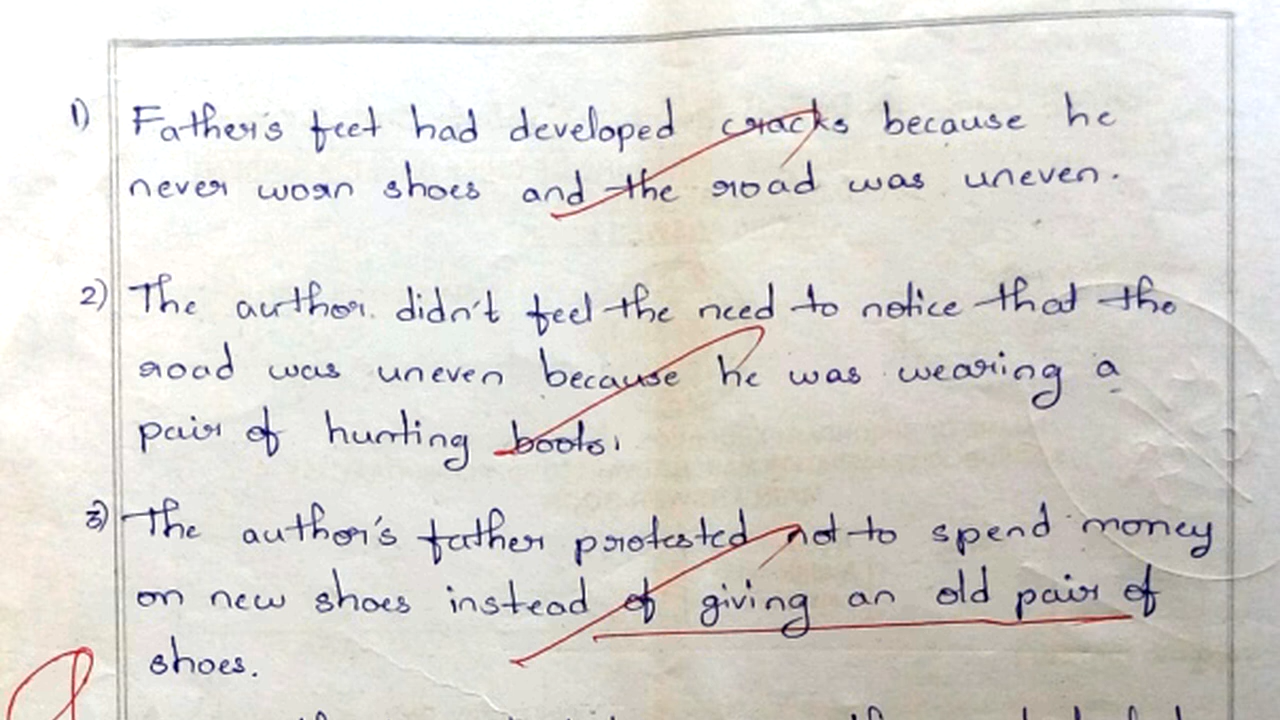 1) Father's feet had developed cracks because he
never worn shoes and the road was uneven.
2) The author. didn't feel the need to notice that the
road was uneven because he was wearing a
pair of hunting boots.
3) The author's father protested not to spend money
on new shoes instead of giving an old pair of
shoes.